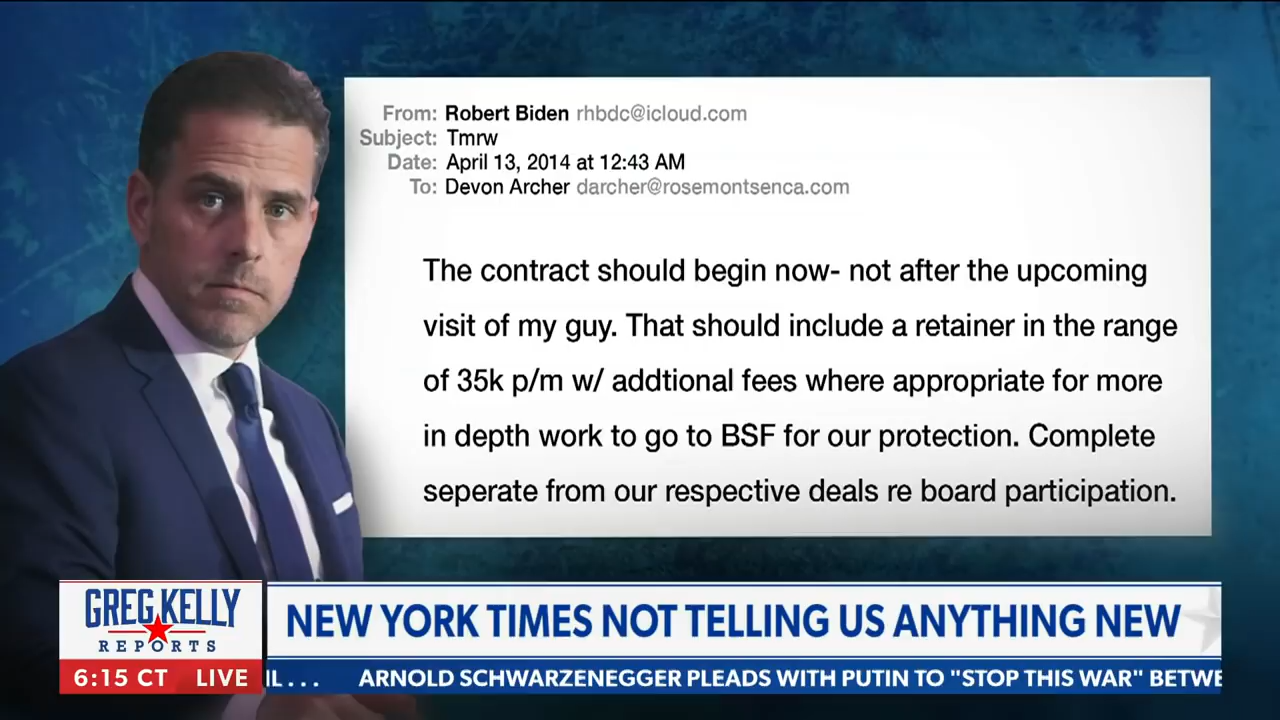 From: Robert Biden rhbdc@icloud.com
Subject: Tmrw
Date: April 13, 2014 at 12:43 AM
To: Devon Archer darcher@rosemontsenca.com
The contract should begin now- not after the upcoming
visit of my guy. That should include a retainer in the range
of 35k p/m w/ addtional fees where appropriate for more
in depth work to go to BSF for our protection. Complete
seperate from our respective deals re board participation.
GREG KELLY
REPORTS
NEW YORK TIMES NOT TELLING US ANYTHING NEW
6:15 CT LIVE
IL... ARNOLD SCHWARZENEGGER PLEADS WITH PUTIN TO "STOP THIS WAR" BETWE